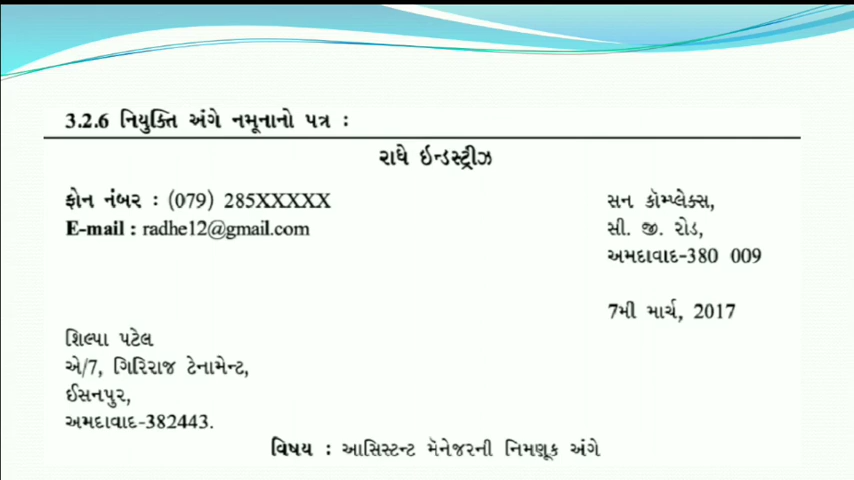 3.2.6 નિયુક્તિ અંગે નમૂનાનો પત્ર :
રાધે ઇન્ડસ્ટ્રીઝ
ફોન નંબર : (079) 285XXXXX
સન કૉમ્પ્લેક્સ,
E-mail : radhe12@gmail.com
સી. જી. રોડ,
અમદાવાદ-380 009
7મી માર્ચ, 2017
શિલ્પા પટેલ
એ/7, ગિરિરાજ ટેનામેન્ટ,
ઈસનપુર,
અમદાવાદ-382443.
વિષય : આસિસ્ટન્ટ મૅનેજરની નિમણૂક અંગે